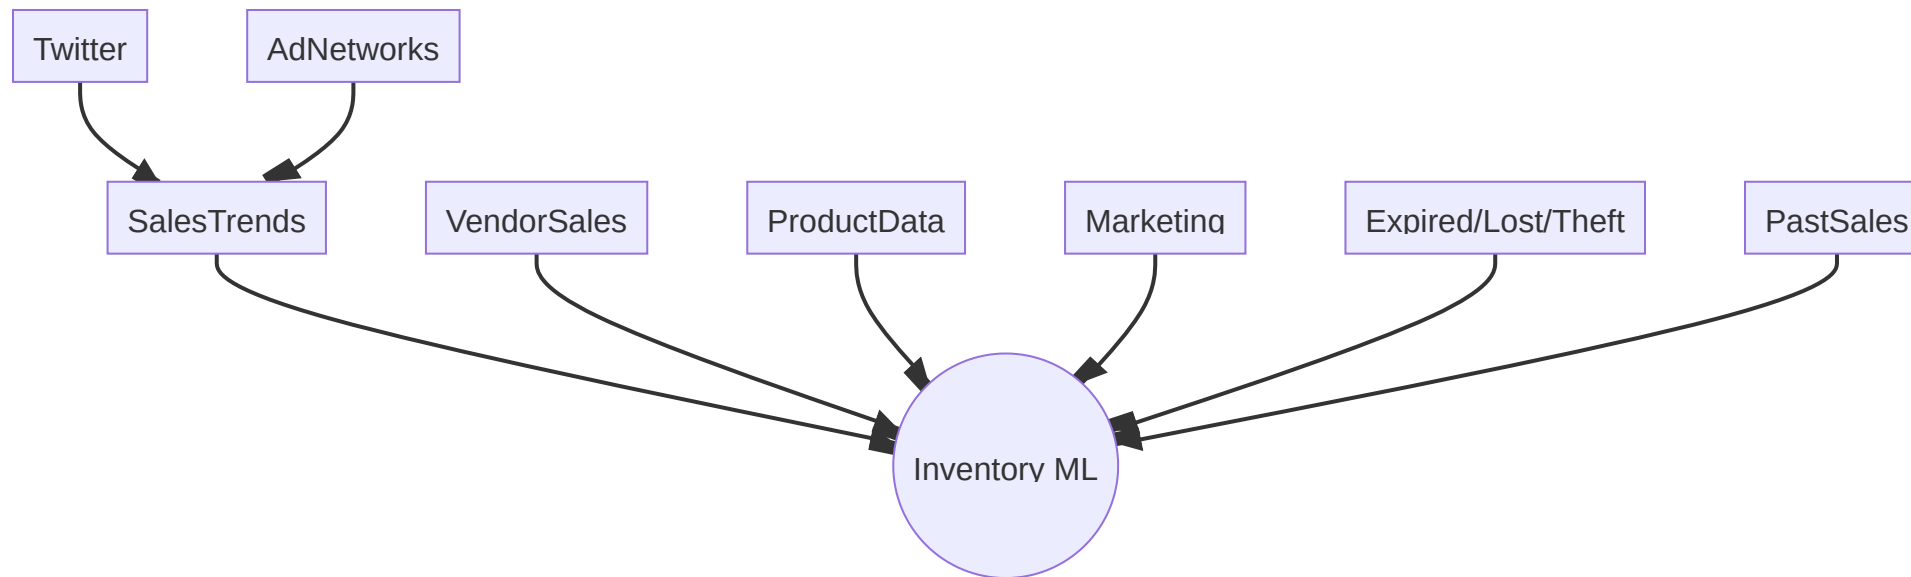 Twitter
AdNetworks
SalesTrends
VendorSales
ProductData
Marketing
Expired/Lost/Theft
PastSales
Inventory ML